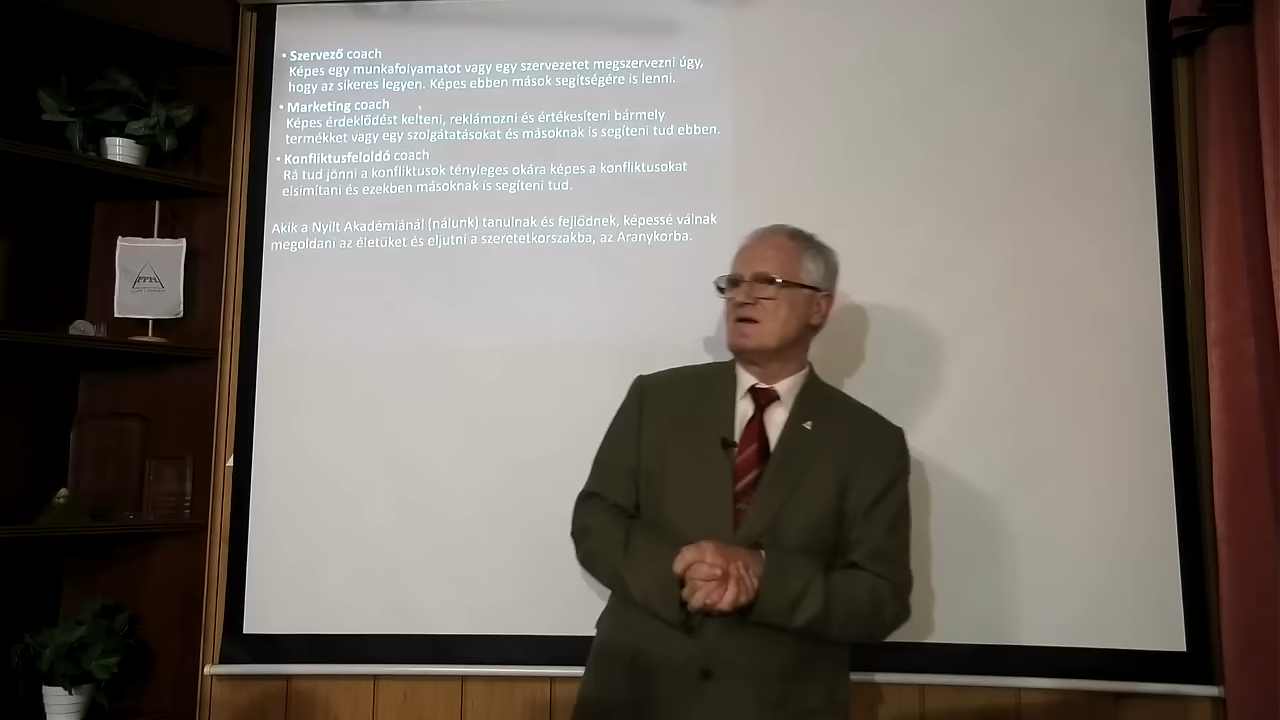 • Szervező coach
Képes egy munkafolyamatot vagy egy szervezetet megszervezni úgy,
hogy az sikeres legyen. Képes ebben mások segítségére is lenni.
• Marketing coach
Képes érdeklődést kelteni, reklámozni és értékesíteni bármely
termékket vagy egy szolgátatásokat és másoknak is segíteni tud ebben.
• Konfliktusfeloldó coach
Rá tud jönni a konfliktusok tényleges okára képes a konfliktusokat
elsimítani és ezekben másoknak is segíteni tud.
Akik a Nyílt Akadémiánál (nálunk) tanulnak és fejlődnek, képessé válnak
megoldani az életüket és eljutni a szeretetkorszakba, az Aranykorba.